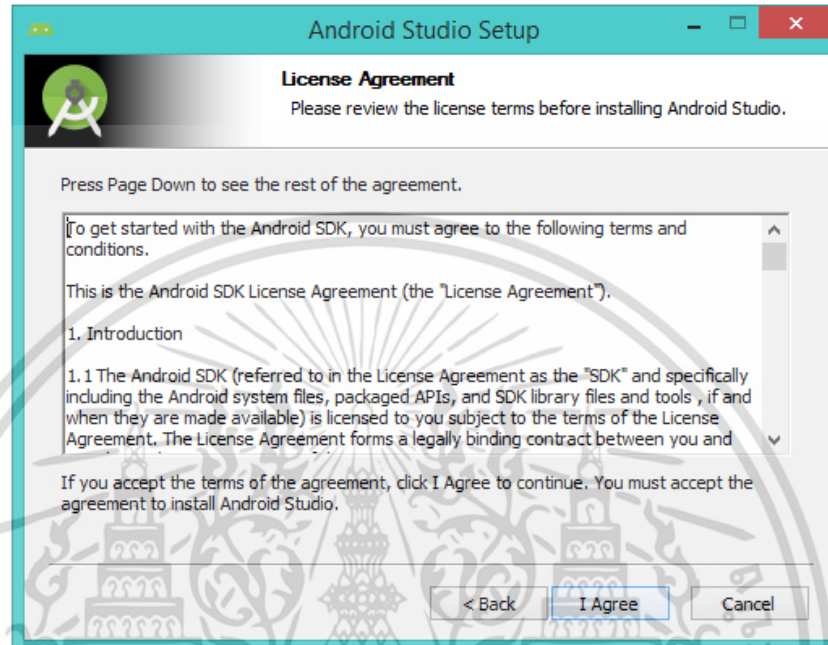 Android Studio Setup
License Agreement
Please review the license terms before installing Android Studio.
Press Page Down to see the rest of the agreement.
To get started with the Android SDK, you must agree to the following terms and
conditions.
This is the Android SDK License Agreement (the "License Agreement").
1. Introduction
1.1 The Android SDK (referred to in the License Agreement as the "SDK" and specifically
including the Android system files, packaged APIs, and SDK library files and tools , if and
when they are made available) is licensed to you subject to the terms of the License
Agreement. The License Agreement forms a legally binding contract between you and
If you accept the terms of the agreement, click I Agree to continue. You must accept the
agreement to install Android Studio.
< Back
I Agree
Cancel